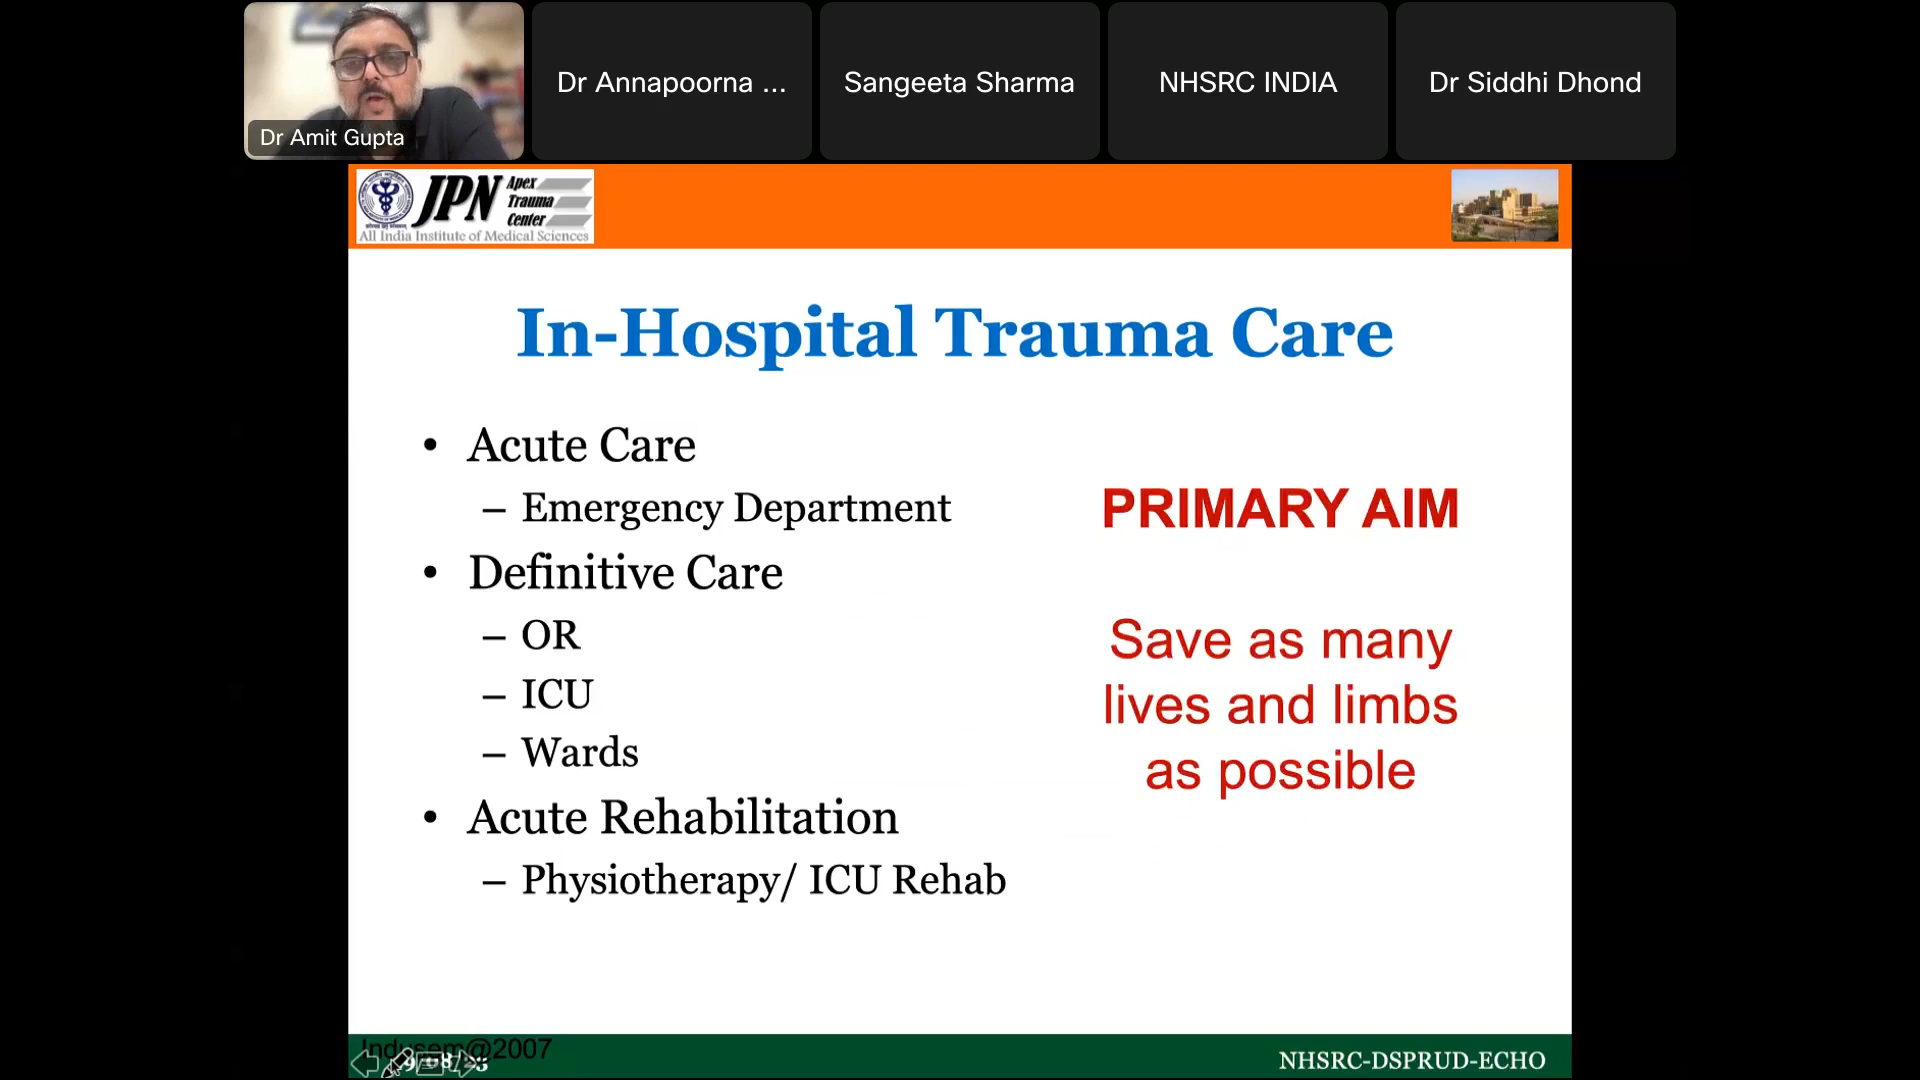 Dr Amit Gupta
Dr Annapoorna ...
Sangeeta Sharma
NHSRC INDIA
Dr Siddhi Dhond
JPN Apex
Trauma
Center
All India Institute of Medical Sciences
In-Hospital Trauma Care
• Acute Care
– Emergency Department
• Definitive Care
– OR
– ICU
– Wards
• Acute Rehabilitation
– Physiotherapy/ ICU Rehab
PRIMARY AIM
Save as many
lives and limbs
as possible
Indusem@2007
NHSRC-DSPRUD-ECHO